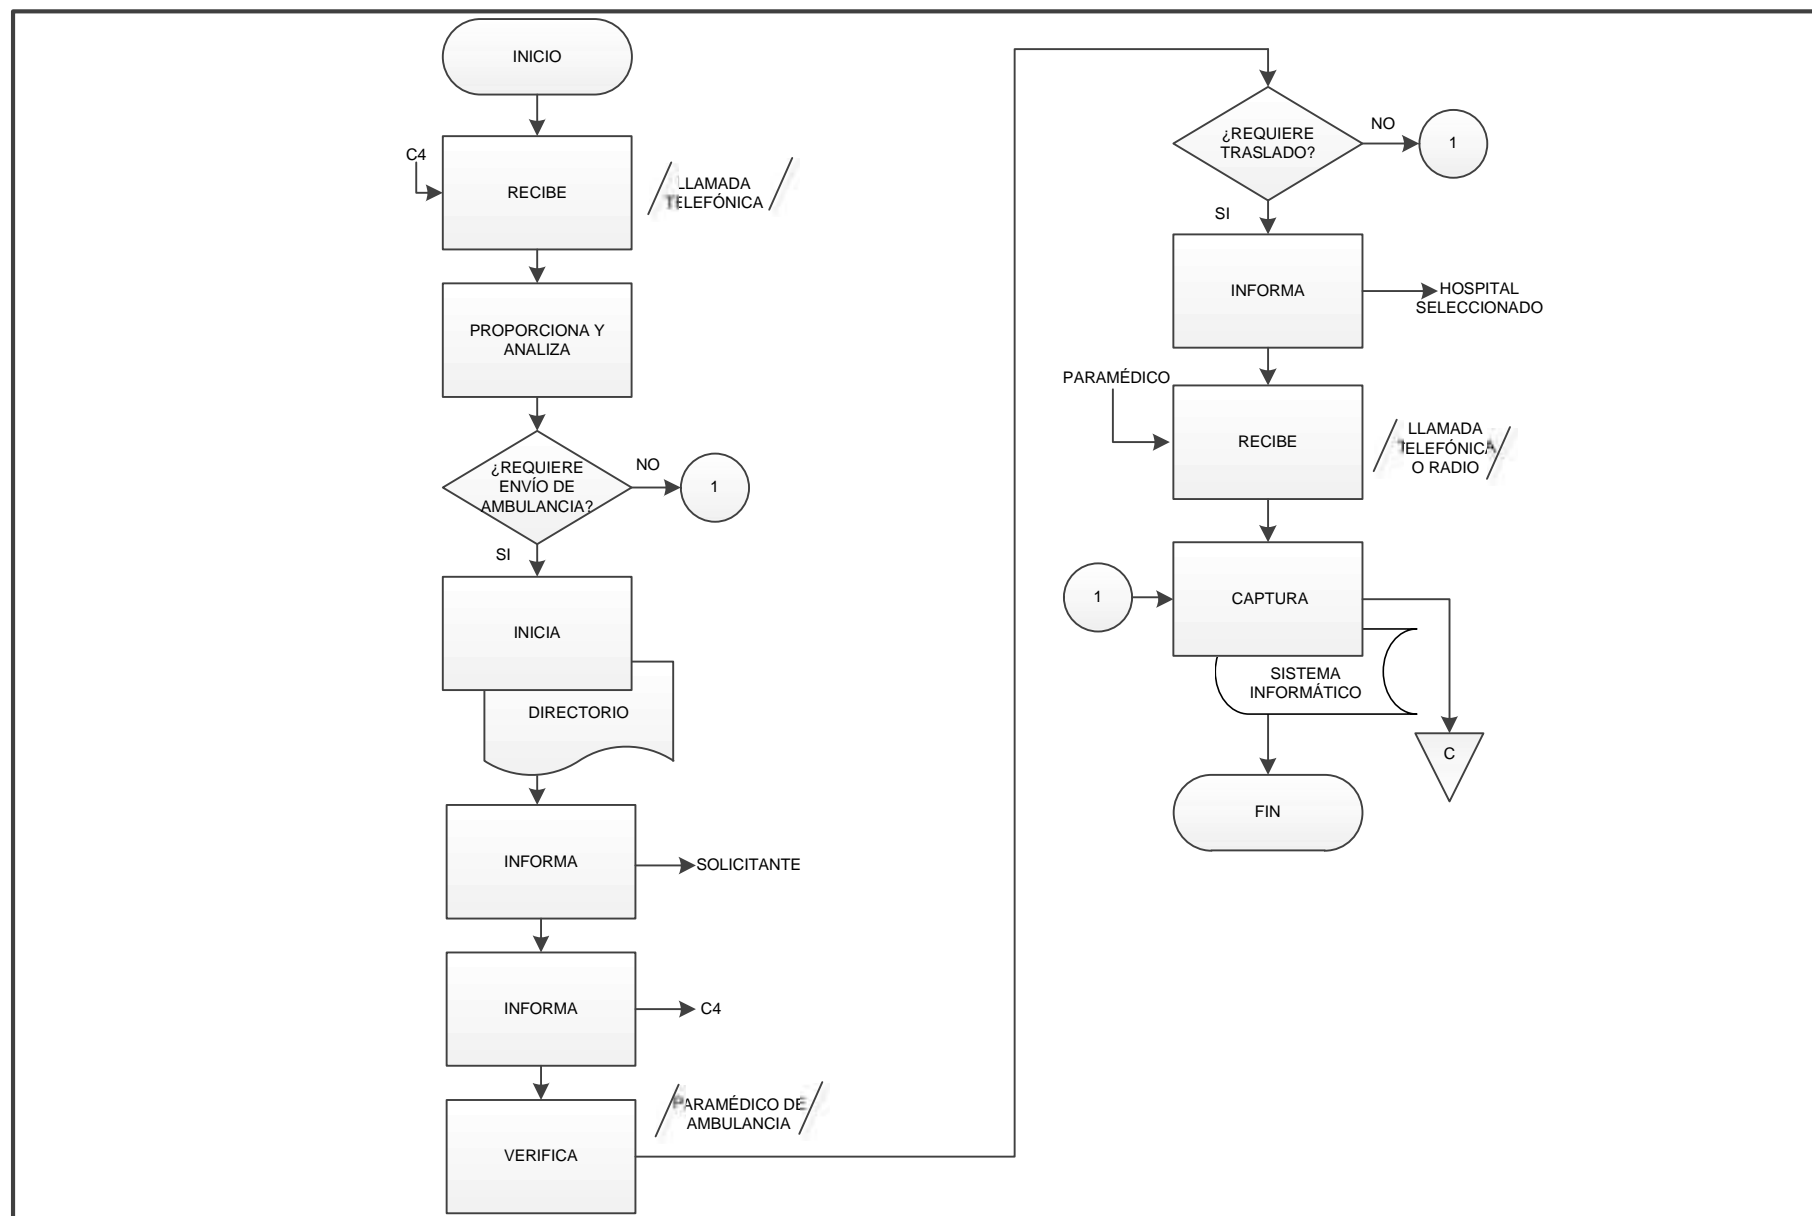 INICIO
C4
RECIBE
LLAMADA
TELEFÓNICA
PROPORCIONA Y
ANALIZA
¿REQUIERE
ENVÍO DE
AMBULANCIA?
NO
1
SI
INICIA
DIRECTORIO
INFORMA
SOLICITANTE
INFORMA
C4
PARAMÉDICO DE
AMBULANCIA
VERIFICA
¿REQUIERE
TRASLADO?
NO
1
SI
INFORMA
HOSPITAL
SELECCIONADO
PARAMÉDICO
RECIBE
LLAMADA
TELEFÓNICA
O RADIO
1
CAPTURA
SISTEMA
INFORMÁTICO
C
FIN